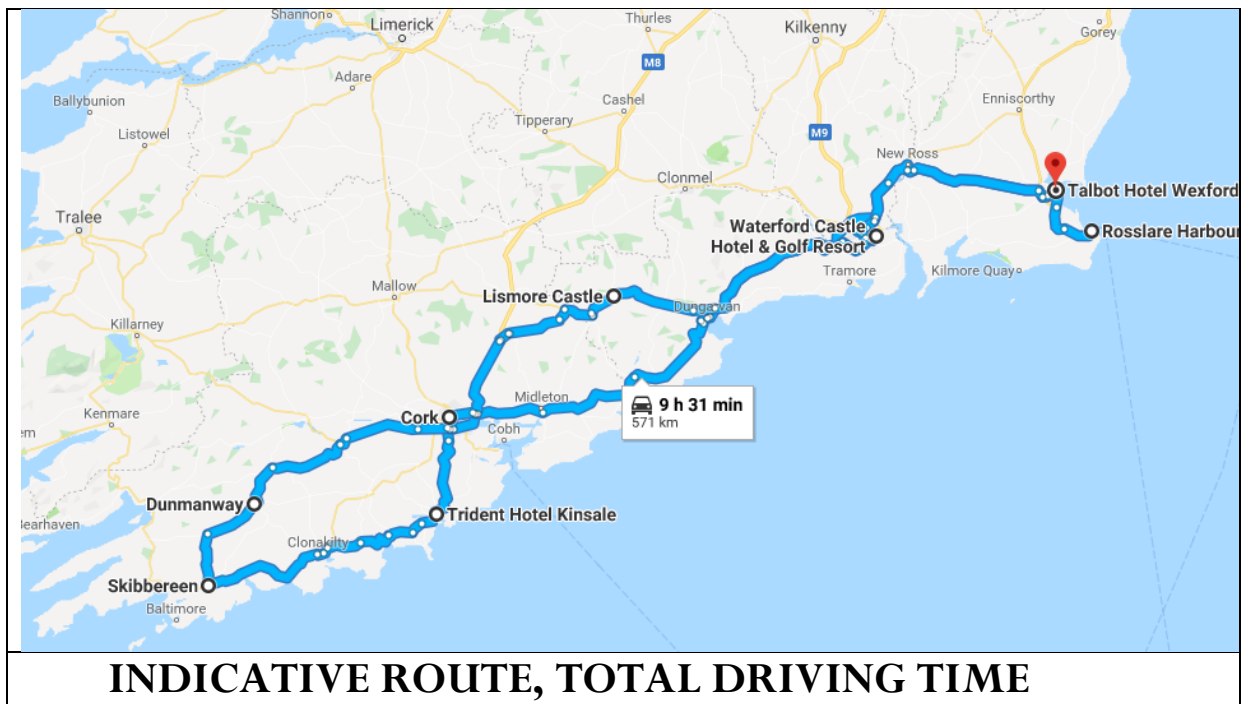 Shannon
Limerick
Thurles
Kilkenny
Gorey
M8
Adare
Ballybunion
Cashel
Enniscorthy
Listowel
Tipperary
M9
New Ross
Clonmel
Talbot Hotel Wexford
Tralee
Waterford Castle
Hotel & Golf Resort
Rosslare Harbour
Tramore
Kilmore Quay
Mallow
Lismore Castle
Dungarvan
Killarney
Midleton
9 h 31 min
571 km
Kenmare
Cork
Cobh
em
Dunmanway
Trident Hotel Kinsale
Bearhaven
Clonakilty
Skibbereen
Baltimore
INDICATIVE ROUTE, TOTAL DRIVING TIME